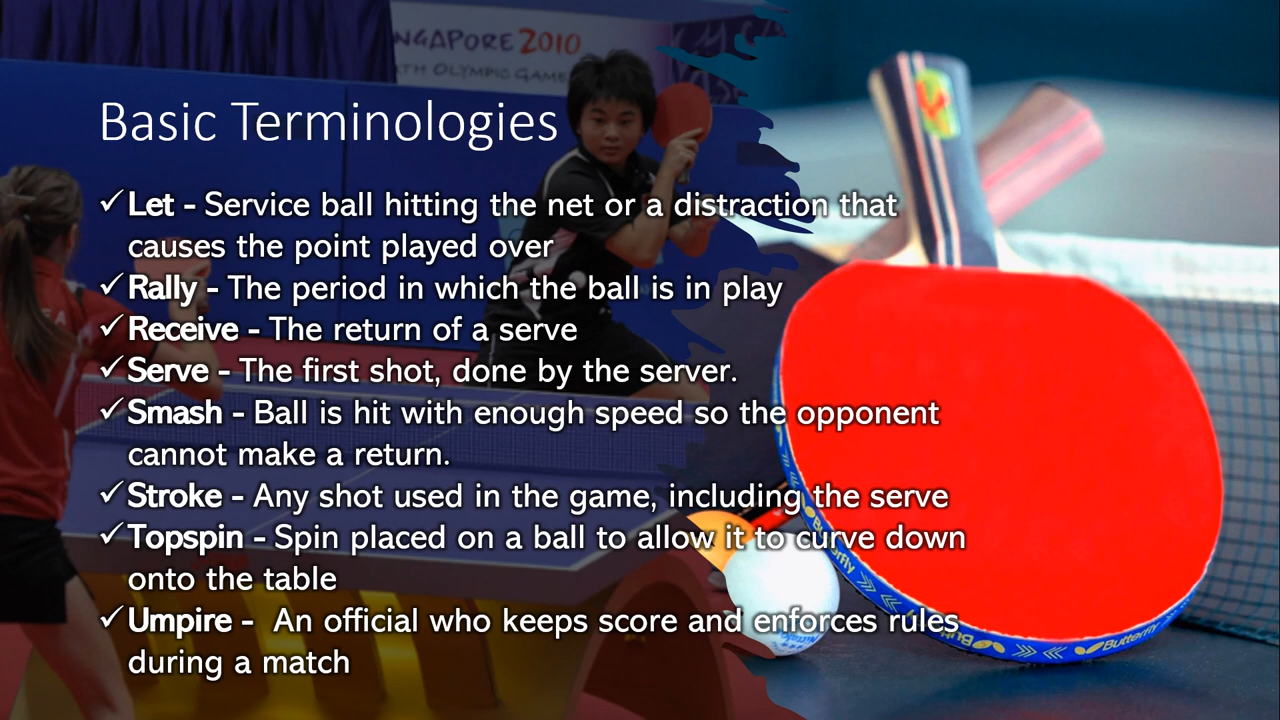 NGAPORE2010
TH OLYMPIC GAME
Basic Terminologies
✓Let - Service ball hitting the net or a distraction that
causes the point played over
✓Rally - The period in which the ball is in play
✓Receive - The return of a serve
✓Serve - The first shot, done by the server.
✓Smash - Ball is hit with enough speed so the opponent
cannot make a return.
✓Stroke - Any shot used in the game, including the serve
✓Topspin - Spin placed on a ball to allow it to curve down
onto the table
✓Umpire - An official who keeps score and enforces rules
during a match
Butterfly